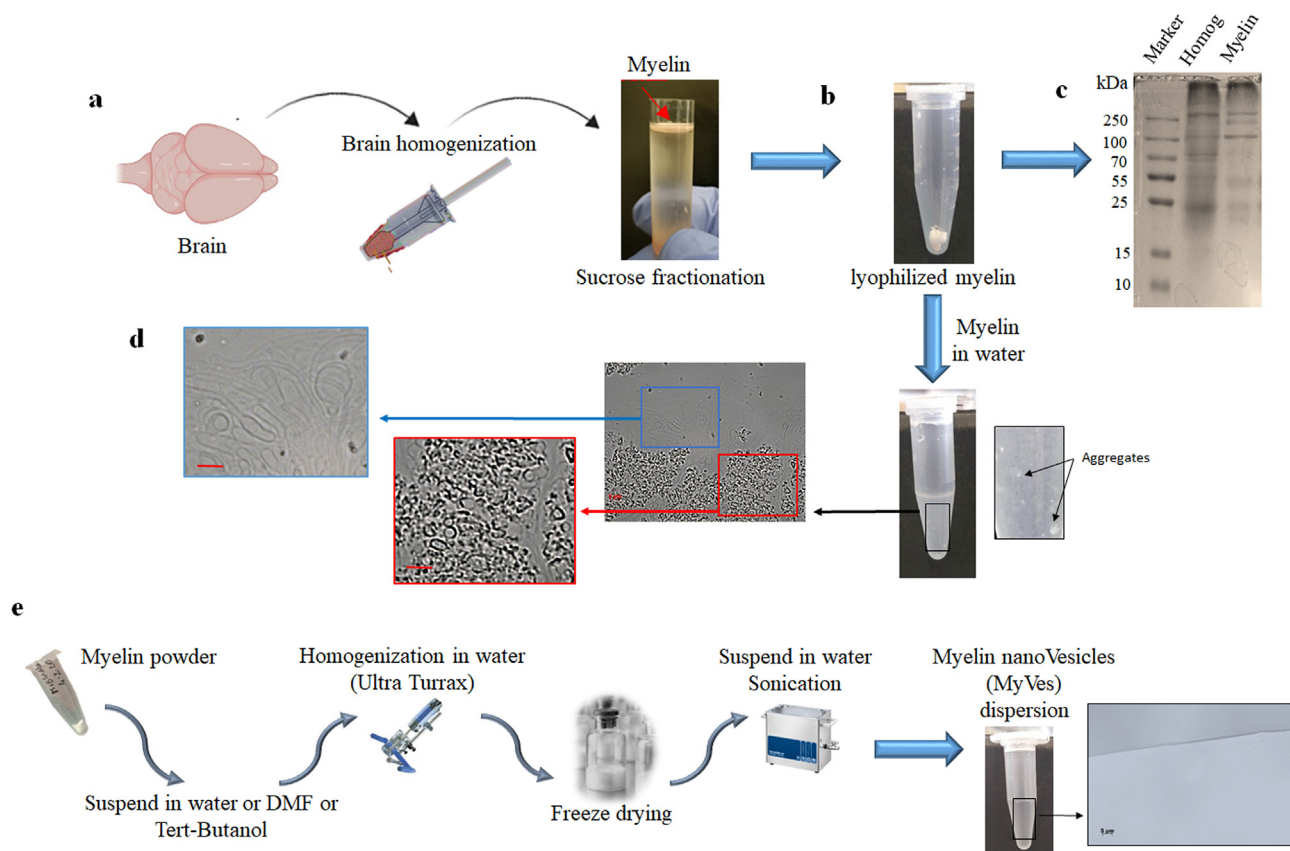 a
Brain
Brain homogenization
Myelin
Sucrose fractionation
b
lyophilized myelin
c
Marker
Homog
Myelin
kDa
250
100
70
55
25
15
10
Myelin
in water
d
Aggregates
e
Myelin powder
Suspend in water or DMF or
Tert-Butanol
Homogenization in water
(Ultra Turrax)
Freeze drying
Suspend in water
Sonication
Myelin nanoVesicles
(MyVes)
dispersion